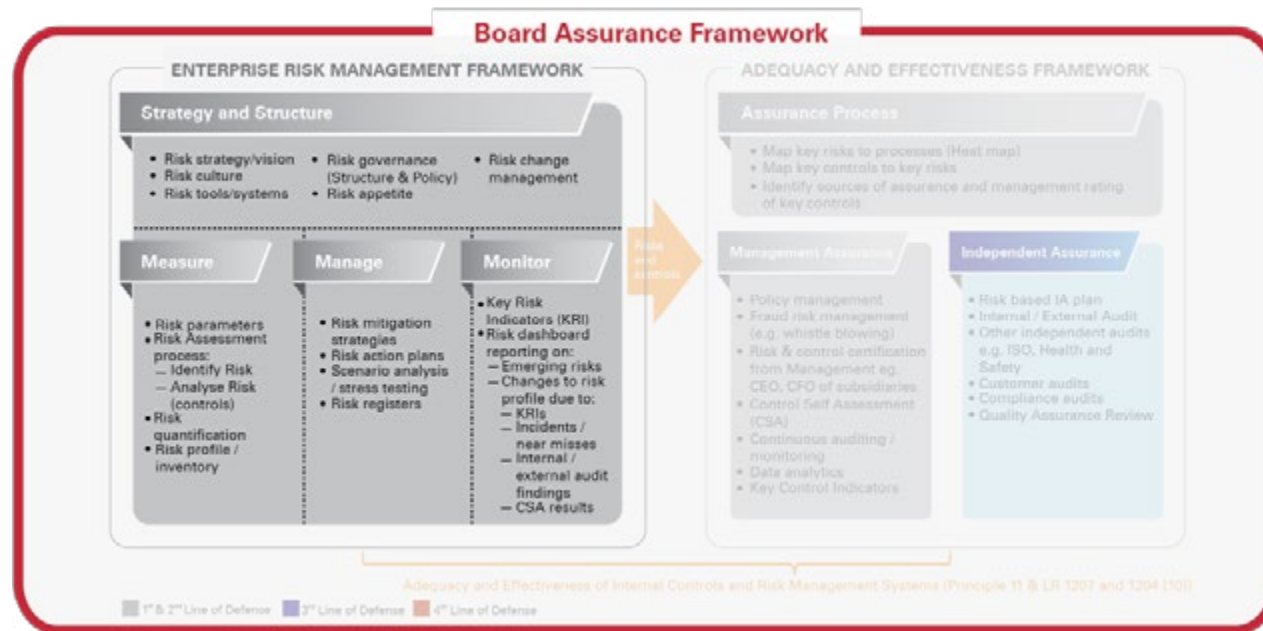 Board Assurance Framework
ENTERPRISE RISK MANAGEMENT FRAMEWORK
Strategy and Structure
• Risk strategy/vision
• Risk culture
• Risk tools/systems
• Risk governance
(Structure & Policy)
• Risk appetite
• Risk change
management
Measure
• Risk parameters
• Risk Assessment
process:
— Identify Risk
— Analyse Risk
(controls)
• Risk
quantification
• Risk profile /
inventory
Manage
• Risk mitigation
strategies
• Risk action plans
• Scenario analysis
/ stress testing
• Risk registers
Monitor
• Key Risk
Indicators (KRI)
• Risk dashboard
reporting on:
— Emerging risks
— Changes to risk
profile due to:
— KRIs
— Incidents /
near misses
— Internal /
external audit
findings
— CSA results
Risks
and
controls
ADEQUACY AND EFFECTIVENESS FRAMEWORK
Assurance Process
• Map key risks to processes (Heat map)
• Map key controls to key risks
• Identify sources of assurance and management rating
of key controls
Management Assurance
• Policy management
• Fraud risk management
(e.g. whistle blowing)
• Risk & control certification
from Management eg.
CEO, CFO of subsidiaries
• Control Self Assessment
(CSA)
• Continuous auditing /
monitoring
• Data analytics
• Key Control Indicators
Independent Assurance
• Risk based IA plan
• Internal / External Audit
• Other independent audits
e.g. ISO, Health and
Safety
• Customer audits
• Compliance audits
• Quality Assurance Review
Adequacy and Effectiveness of Internal Controls and Risk Management Systems (Principle 11 & LR 1207 and 1204 (10))
1st & 2nd Line of Defense
3rd Line of Defense
4th Line of Defense